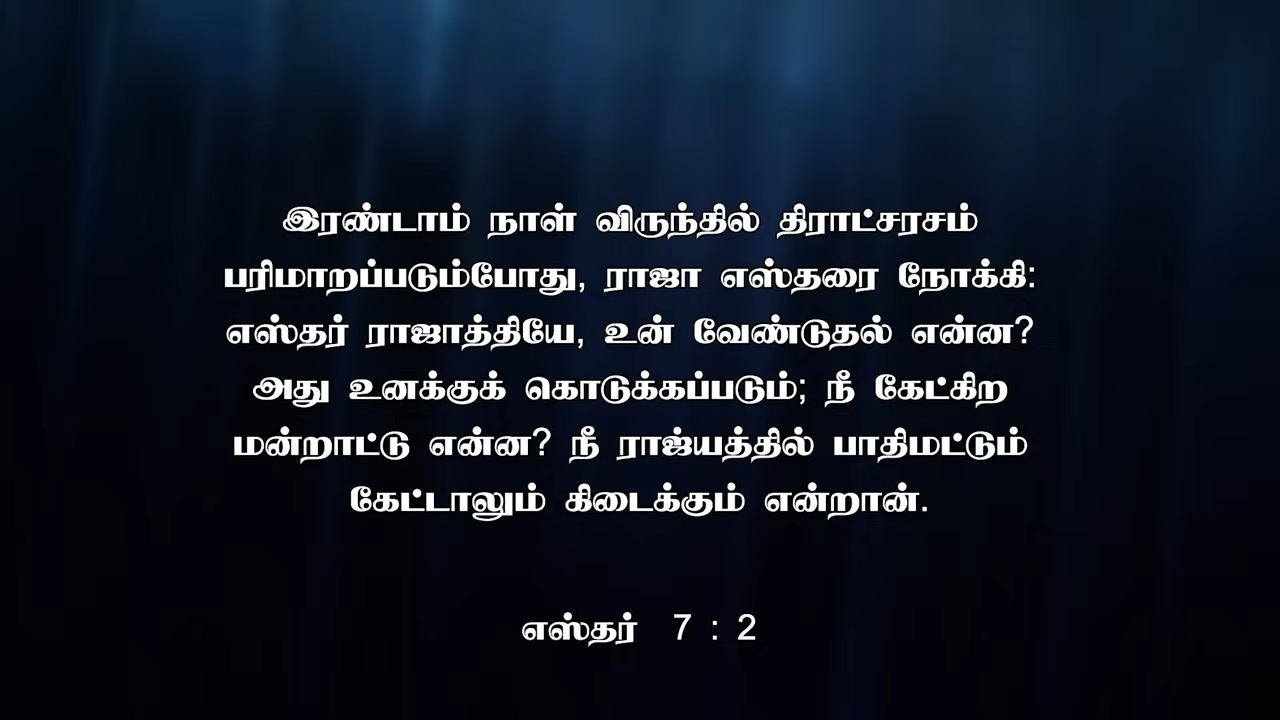 இரண்டாம் நாள் விருந்தில் திராட்சரசம்
பரிமாறப்படும்போது, ராஜா எஸ்தரை நோக்கி:
எஸ்தர் ராஜாத்தியே, உன் வேண்டுதல் என்ன?
அது உனக்குக் கொடுக்கப்படும்; நீ கேட்கிற
மன்றாட்டு என்ன? நீ ராஜ்யத்தில் பாதிமட்டும்
கேட்டாலும் கிடைக்கும் என்றான்.
எஸ்தர் 7 : 2